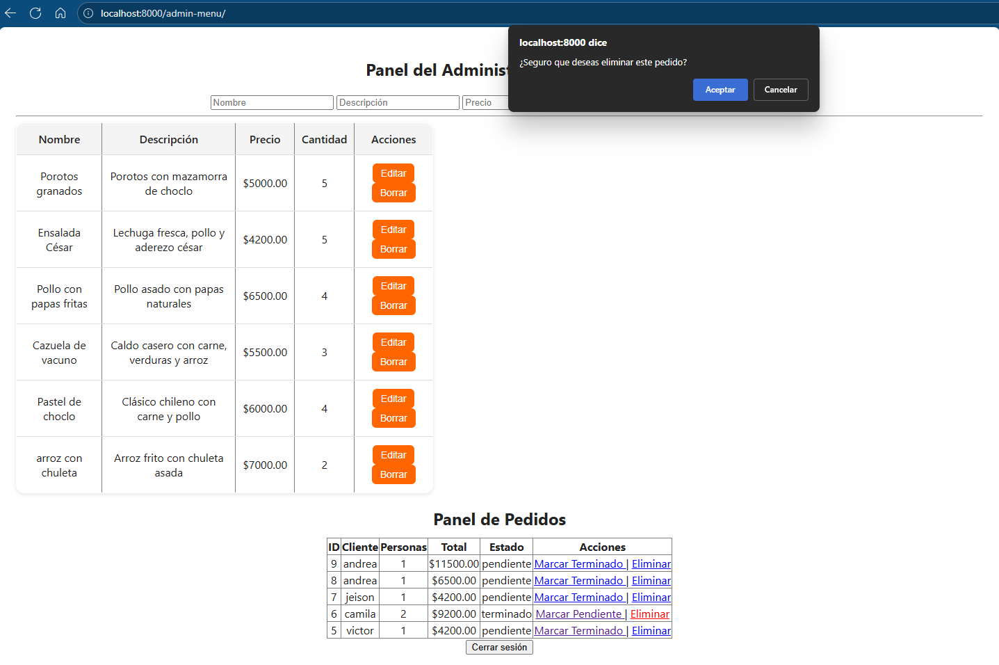 localhost:8000/admin-menu/
localhost:8000 dice
¿Seguro que deseas eliminar este pedido?
Aceptar Cancelar
Panel del Adminis
Nombre Descripción Precio
Nombre Descripción Precio Cantidad Acciones
Porotos granados Porotos con mazamorra de choclo $5000.00 5 Editar Borrar
Ensalada César Lechuga fresca, pollo y aderezo césar $4200.00 5 Editar Borrar
Pollo con papas fritas Pollo asado con papas naturales $6500.00 4 Editar Borrar
Cazuela de vacuno Caldo casero con carne, verduras y arroz $5500.00 3 Editar Borrar
Pastel de choclo Clásico chileno con carne y pollo $6000.00 4 Editar Borrar
arroz con chuleta Arroz frito con chuleta asada $7000.00 2 Editar Borrar
Panel de Pedidos
ID Cliente Personas Total Estado Acciones
9 andrea 1 $11500.00 pendiente Marcar Terminado | Eliminar
8 andrea 1 $6500.00 pendiente Marcar Terminado | Eliminar
7 jeison 1 $4200.00 pendiente Marcar Terminado | Eliminar
6 camila 2 $9200.00 terminado Marcar Pendiente | Eliminar
5 victor 1 $4200.00 pendiente Marcar Terminado | Eliminar
Cerrar sesión